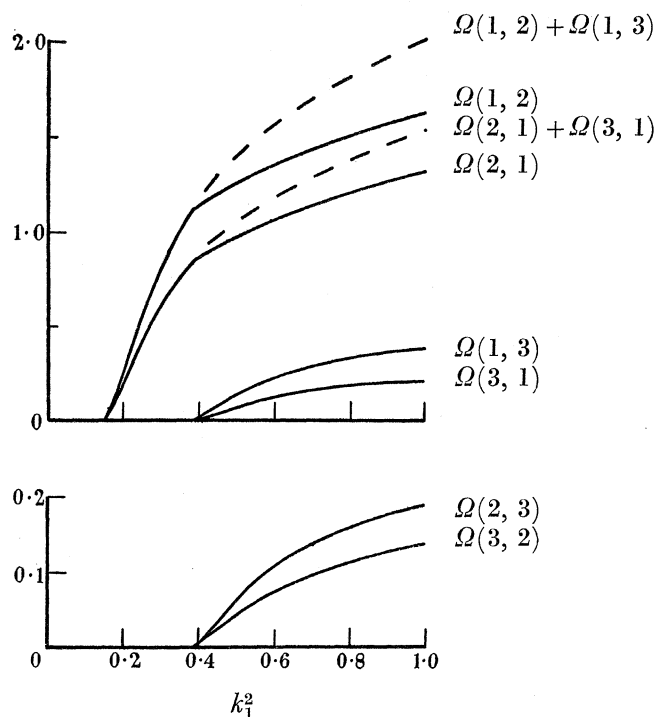 2·0
Ω(1, 2) + Ω(1, 3)
Ω(1, 2)
Ω(2, 1) + Ω(3, 1)
Ω(2, 1)
1·0
Ω(1, 3)
Ω(3, 1)
0
0·2
Ω(2, 3)
Ω(3, 2)
0·1
0 0·2 0·4 0·6 0·8 1·0
k₁²